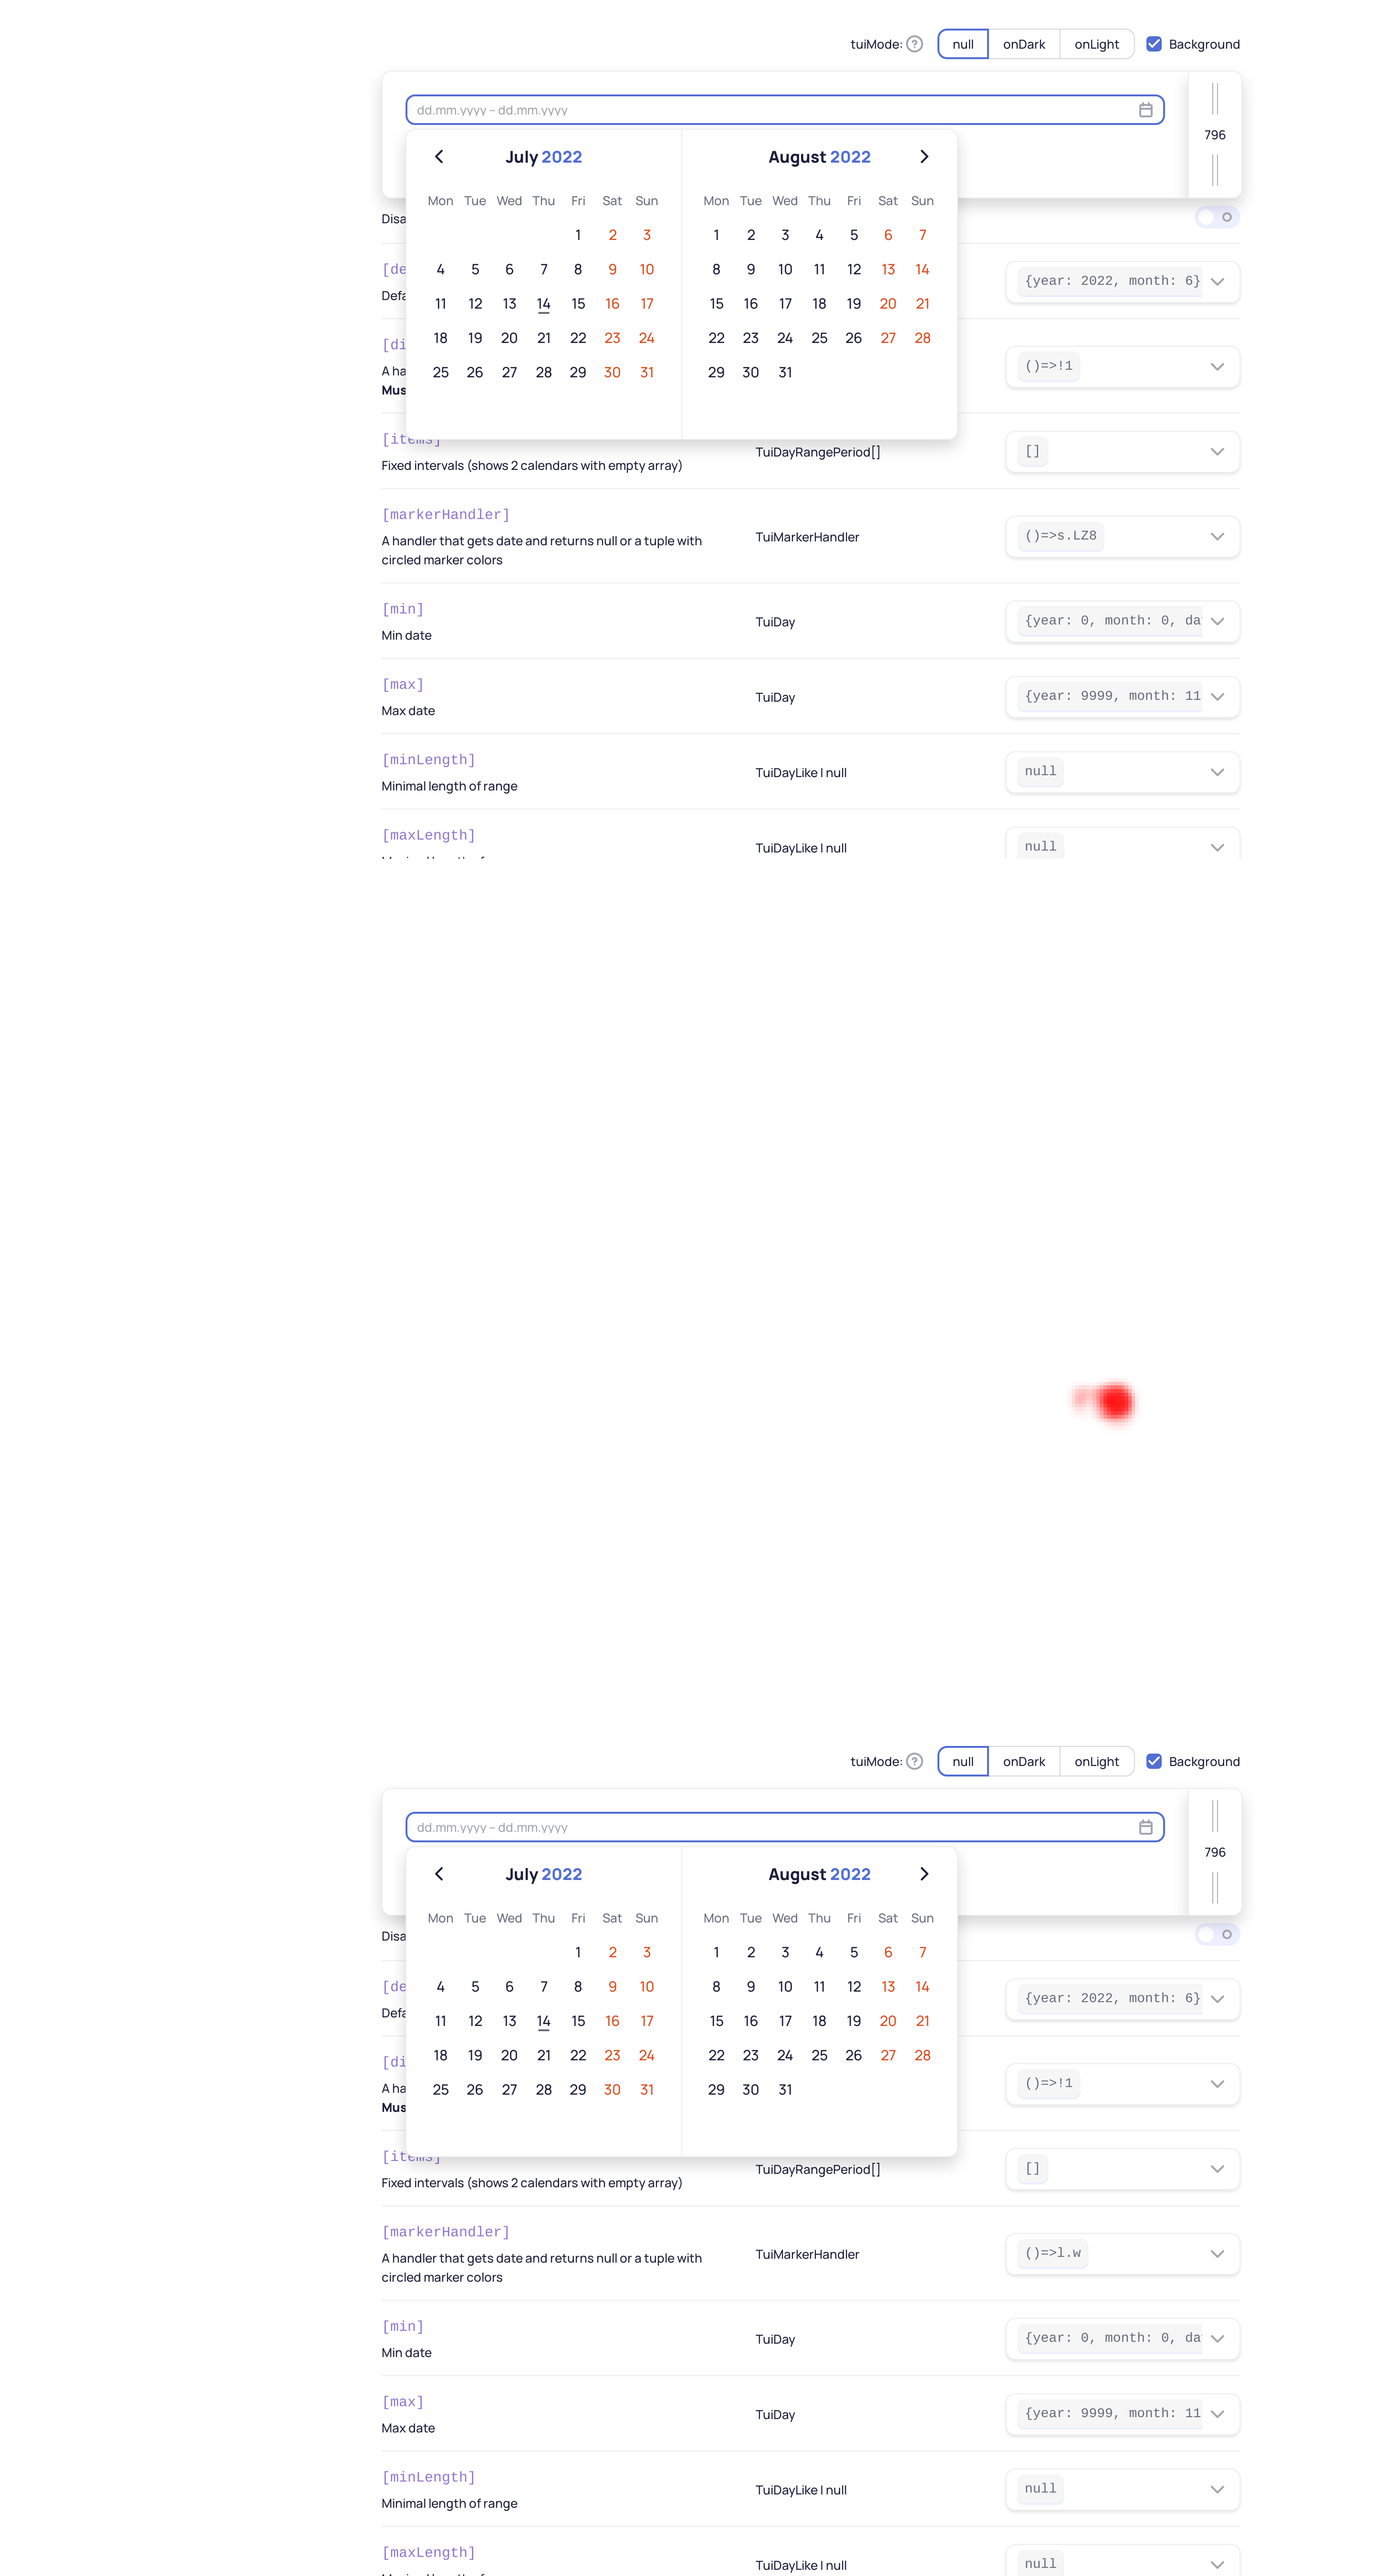 tuiMode: ? null onDark onLight Background
dd.mm.yyyy – dd.mm.yyyy
796
July 2022 August 2022
Mon Tue Wed Thu Fri Sat Sun Mon Tue Wed Thu Fri Sat Sun
1 2 3 1 2 3 4 5 6 7
4 5 6 7 8 9 10 8 9 10 11 12 13 14
11 12 13 14 15 16 17 15 16 17 18 19 20 21
18 19 20 21 22 23 24 22 23 24 25 26 27 28
25 26 27 28 29 30 31 29 30 31
Disa
[de
Defa
{year: 2022, month: 6}
[di
A ha
Mus
()=>!1
[items]
Fixed intervals (shows 2 calendars with empty array)
TuiDayRangePeriod[]
[]
[markerHandler]
A handler that gets date and returns null or a tuple with
circled marker colors
TuiMarkerHandler
()=>s.LZ8
[min]
Min date
TuiDay
{year: 0, month: 0, da
[max]
Max date
TuiDay
{year: 9999, month: 11
[minLength]
Minimal length of range
TuiDayLike | null
null
[maxLength]
TuiDayLike | null
null
tuiMode: ? null onDark onLight Background
dd.mm.yyyy – dd.mm.yyyy
796
July 2022 August 2022
Mon Tue Wed Thu Fri Sat Sun Mon Tue Wed Thu Fri Sat Sun
1 2 3 1 2 3 4 5 6 7
4 5 6 7 8 9 10 8 9 10 11 12 13 14
11 12 13 14 15 16 17 15 16 17 18 19 20 21
18 19 20 21 22 23 24 22 23 24 25 26 27 28
25 26 27 28 29 30 31 29 30 31
Disa
[de
Defa
{year: 2022, month: 6}
[di
A ha
Mus
()=>!1
[items]
Fixed intervals (shows 2 calendars with empty array)
TuiDayRangePeriod[]
[]
[markerHandler]
A handler that gets date and returns null or a tuple with
circled marker colors
TuiMarkerHandler
()=>l.w
[min]
Min date
TuiDay
{year: 0, month: 0, da
[max]
Max date
TuiDay
{year: 9999, month: 11
[minLength]
Minimal length of range
TuiDayLike | null
null
[maxLength]
TuiDayLike | null
null